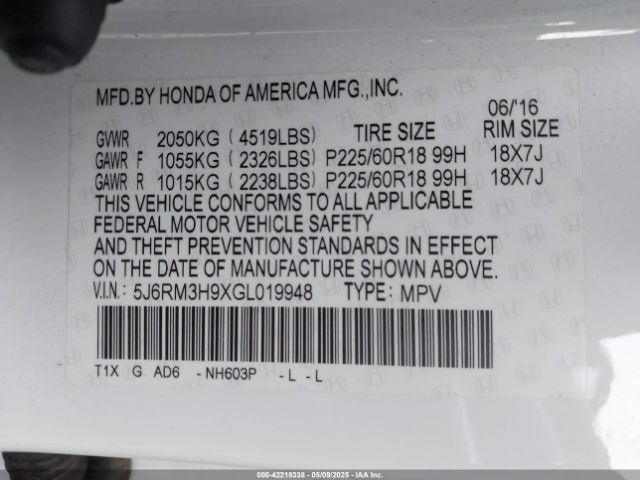 MFD.BY HONDA OF AMERICA MFG.,INC.
06/'16
GVWR 2050KG ( 4519LBS) TIRE SIZE RIM SIZE
GAWR F 1055KG ( 2326LBS) P225/60R18 99H 18X7J
GAWR R 1015KG ( 2238LBS) P225/60R18 99H 18X7J
THIS VEHICLE CONFORMS TO ALL APPLICABLE
FEDERAL MOTOR VEHICLE SAFETY
AND THEFT PREVENTION STANDARDS IN EFFECT
ON THE DATE OF MANUFACTURE SHOWN ABOVE.
V.I.N.: 5J6RM3H9XGL019948 TYPE: MPV
T1X G AD6 - NH603P - L - L
000-42218338 - 05/09/2025 - IAA Inc.